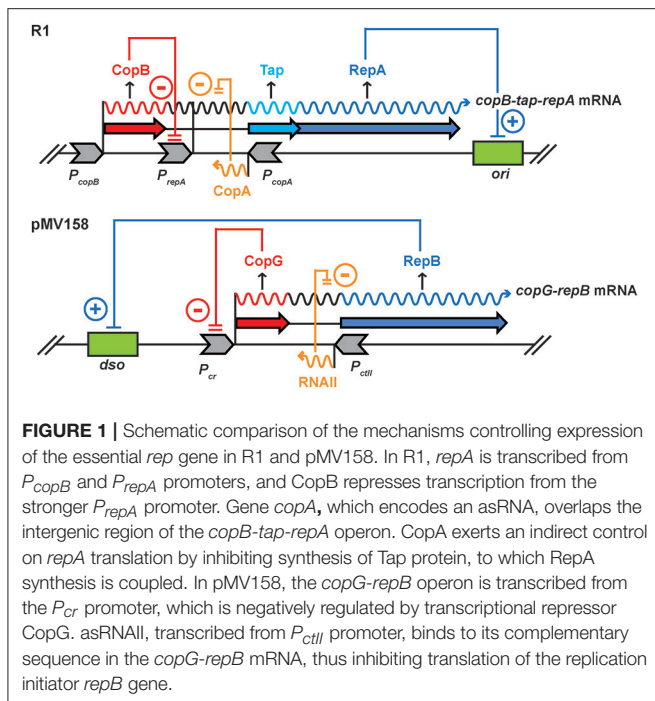 R1
CopB
Tap
RepA
copB-tap-repA mRNA
PcopB
PrepA
CopA
PcopA
ori
pMV158
CopG
RepB
copG-repB mRNA
dso
Pcr
RNAII
PctII
FIGURE 1 | Schematic comparison of the mechanisms controlling expression
of the essential rep gene in R1 and pMV158. In R1, repA is transcribed from
PcopB and PrepA promoters, and CopB represses transcription from the
stronger PrepA promoter. Gene copA, which encodes an asRNA, overlaps the
intergenic region of the copB-tap-repA operon. CopA exerts an indirect control
on repA translation by inhibiting synthesis of Tap protein, to which RepA
synthesis is coupled. In pMV158, the copG-repB operon is transcribed from
the Pcr promoter, which is negatively regulated by transcriptional repressor
CopG. asRNAII, transcribed from PctII promoter, binds to its complementary
sequence in the copG-repB mRNA, thus inhibiting translation of the replication
initiator repB gene.